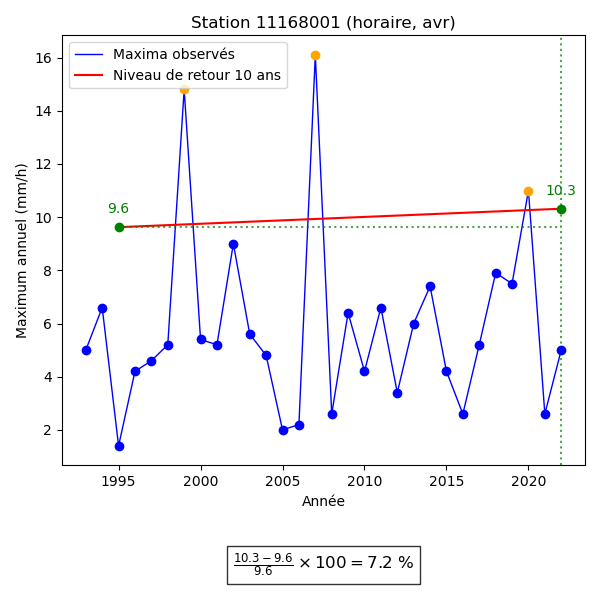 Station 11168001 (horaire, avr)
Maxima observés
Niveau de retour 10 ans
Maximum annuel (mm/h)
16
14
12
10
8
6
4
2
9.6
10.3
1995 2000 2005 2010 2015 2020
Année
\frac{10.3 - 9.6}{9.6} × 100 = 7.2 %